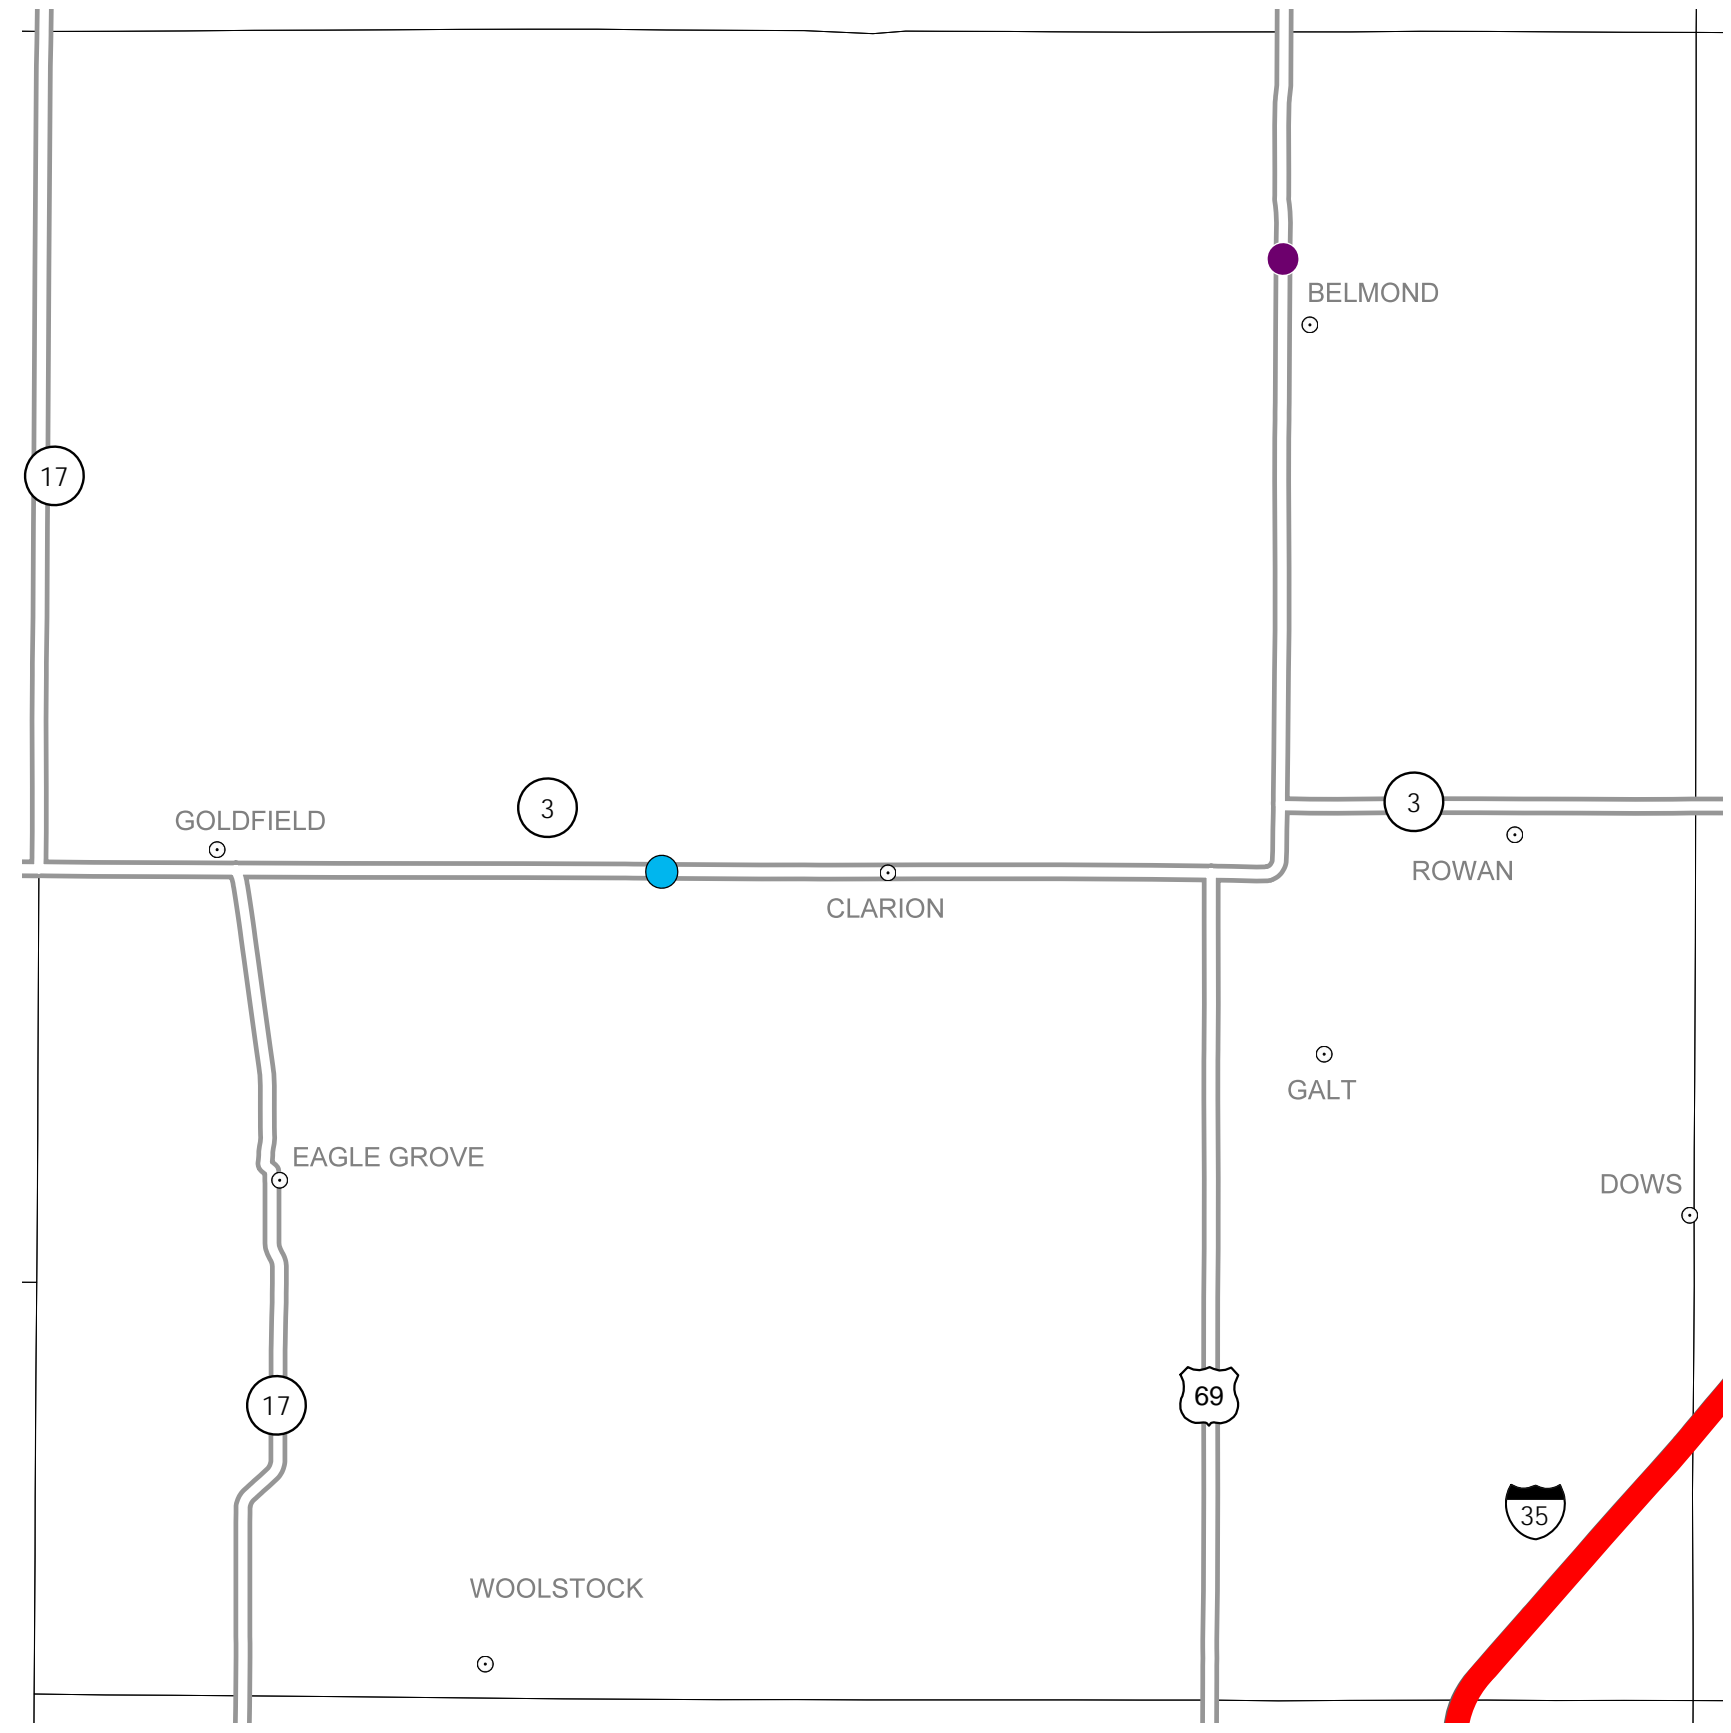 BELMOND
17
3
3
GOLDFIELD
ROWAN
CLARION
GALT
EAGLE GROVE
DOWS
69
17
35
WOOLSTOCK